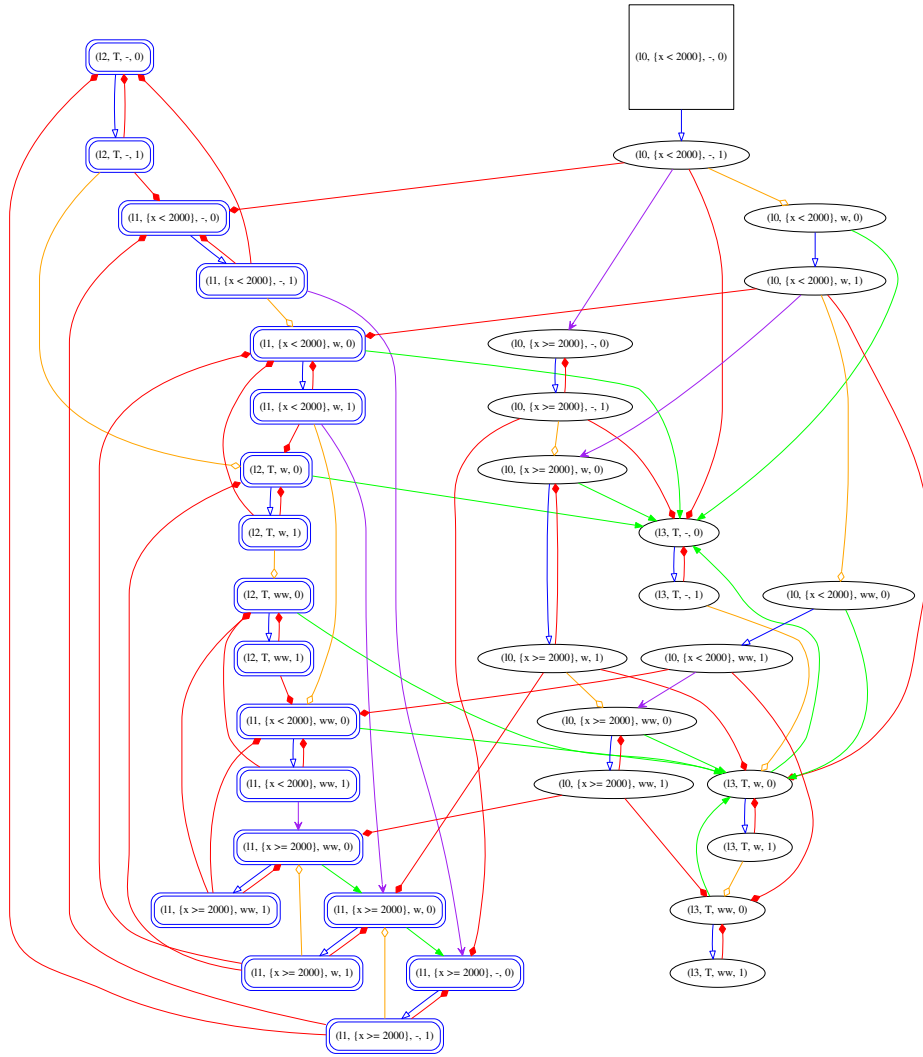 (l2, T, -, 0)
(l0, {x < 2000}, -, 0)
(l2, T, -, 1)
(l0, {x < 2000}, -, 1)
(l1, {x < 2000}, -, 0)
(l0, {x < 2000}, w, 0)
(l1, {x < 2000}, -, 1)
(l0, {x < 2000}, w, 1)
(l1, {x < 2000}, w, 0)
(l0, {x >= 2000}, -, 0)
(l1, {x < 2000}, w, 1)
(l0, {x >= 2000}, -, 1)
(l2, T, w, 0)
(l0, {x >= 2000}, w, 0)
(l2, T, w, 1)
(l3, T, -, 0)
(l2, T, ww, 0)
(l3, T, -, 1)
(l0, {x < 2000}, ww, 0)
(l2, T, ww, 1)
(l0, {x >= 2000}, w, 1)
(l0, {x < 2000}, ww, 1)
(l1, {x < 2000}, ww, 0)
(l0, {x >= 2000}, ww, 0)
(l1, {x < 2000}, ww, 1)
(l0, {x >= 2000}, ww, 1)
(l3, T, w, 0)
(l1, {x >= 2000}, ww, 0)
(l3, T, w, 1)
(l1, {x >= 2000}, ww, 1)
(l1, {x >= 2000}, w, 0)
(l3, T, ww, 0)
(l1, {x >= 2000}, w, 1)
(l1, {x >= 2000}, -, 0)
(l3, T, ww, 1)
(l1, {x >= 2000}, -, 1)